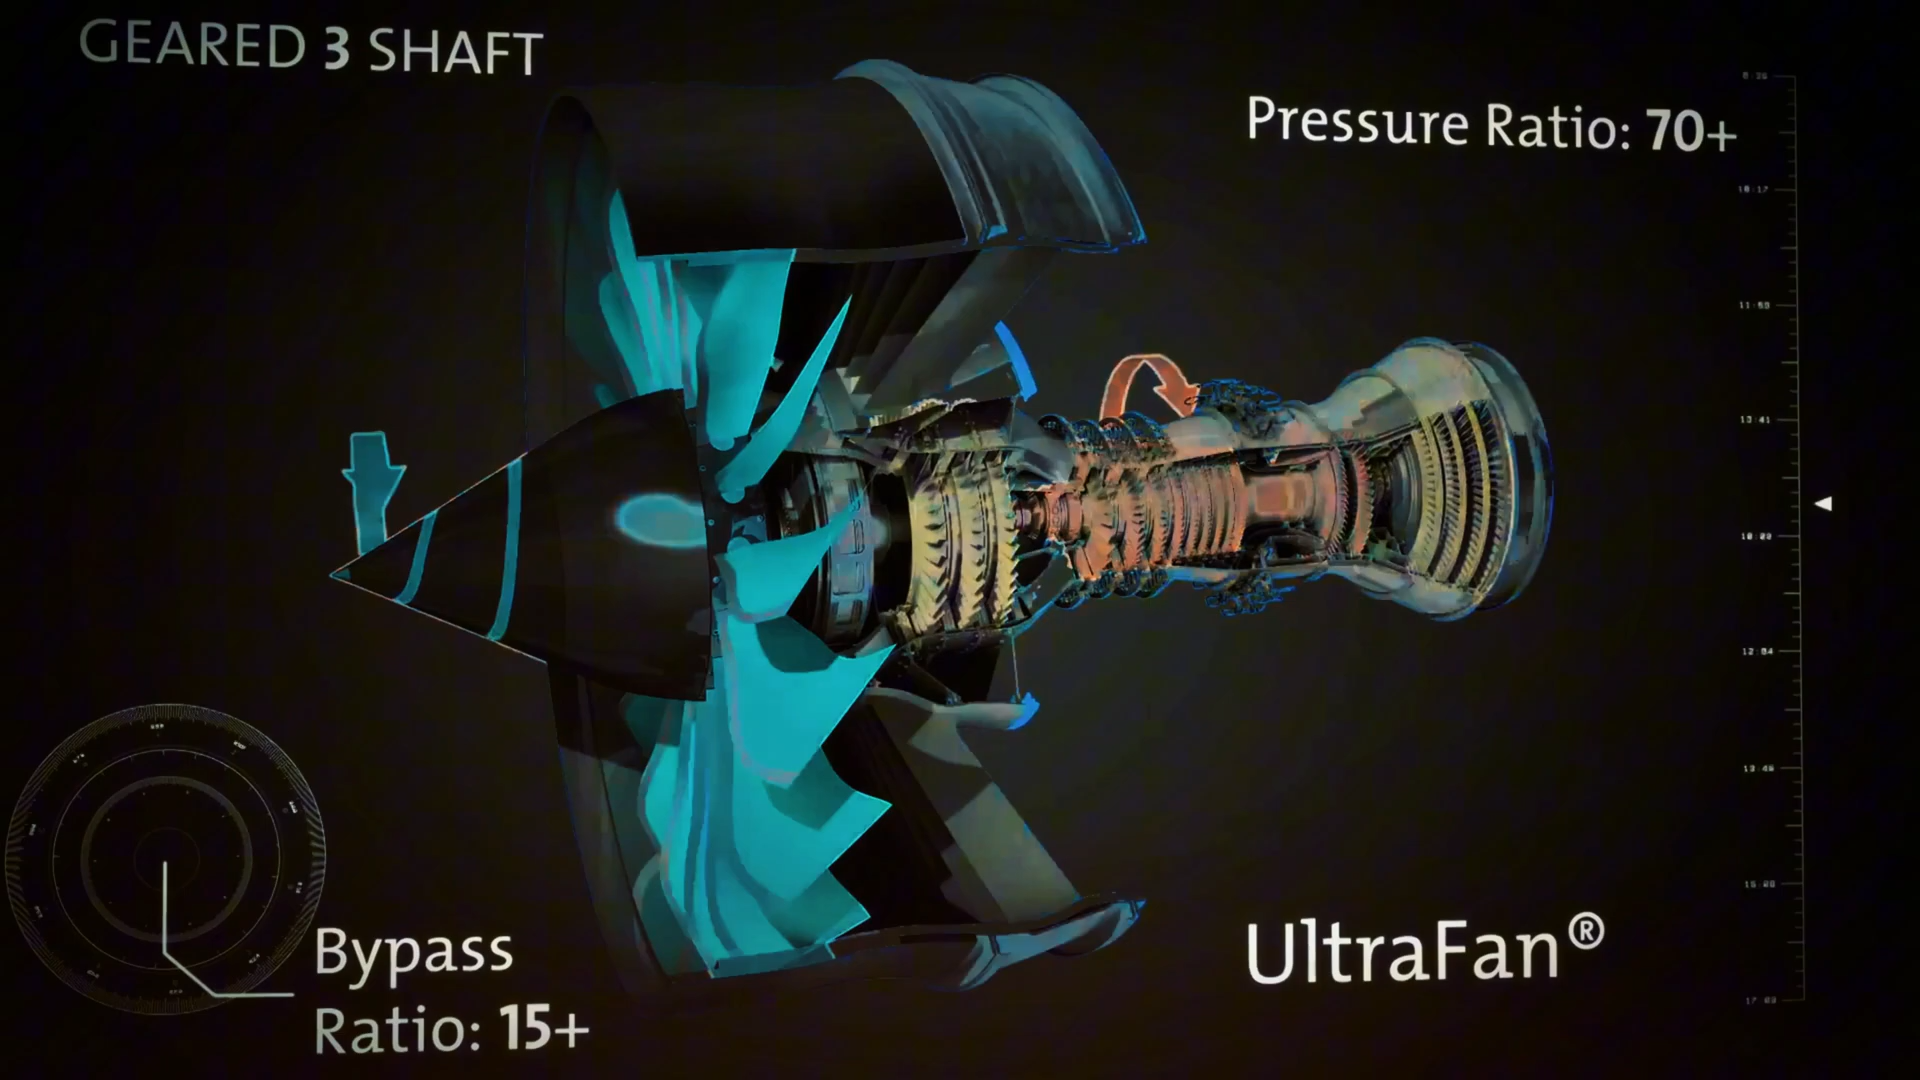 GEARED 3 SHAFT
Pressure Ratio: 70+
UltraFan®
Bypass
Ratio: 15+